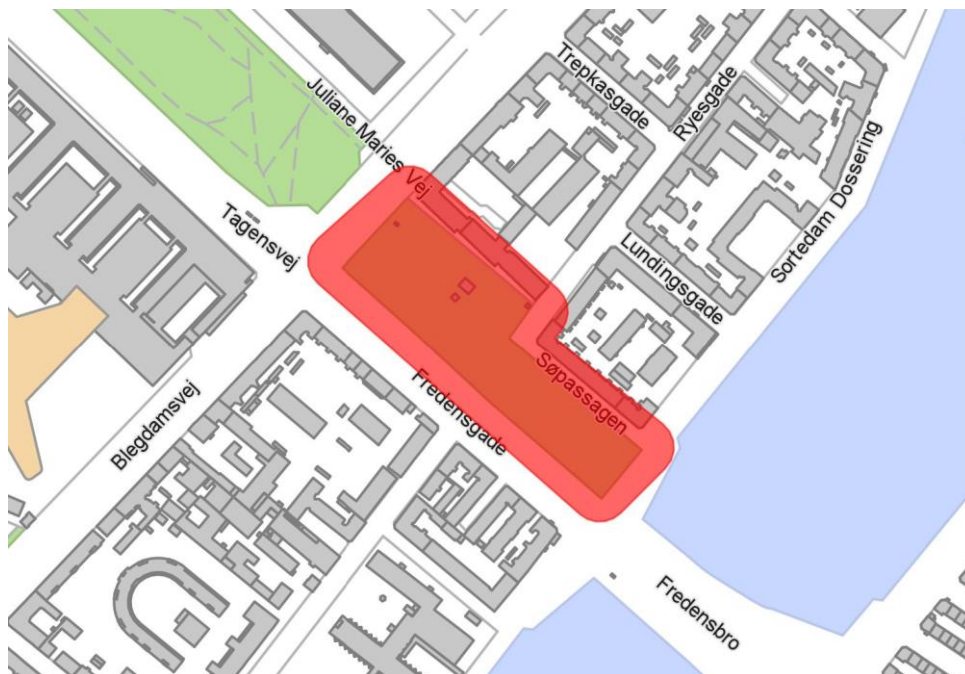 Trepkasgade
Juliane Maries Vej
Ryesgade
Sortedam Dossering
Tagensvej
Lundingsgade
Søpassagen
Fredensgade
Blegdamsvej
Fredensbro